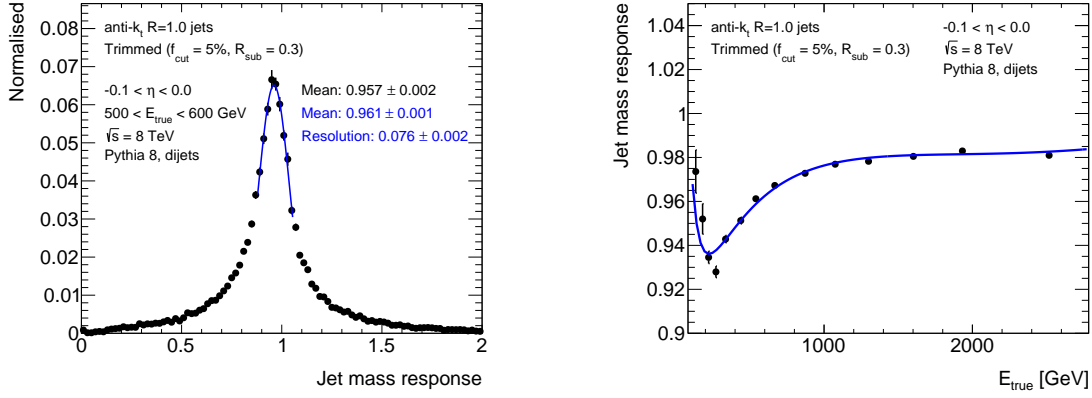 Normalised
0.08
0.07
0.06
0.05
0.04
0.03
0.02
0.01
0
0
0.5
1
1.5
2
Jet mass response
anti-k_t R=1.0 jets
Trimmed (f_cut = 5%, R_sub = 0.3)
-0.1 < η < 0.0
500 < E_true < 600 GeV
√s = 8 TeV
Pythia 8, dijets
Mean: 0.957 ± 0.002
Mean: 0.961 ± 0.001
Resolution: 0.076 ± 0.002
Jet mass response
1.04
1.02
1
0.98
0.96
0.94
0.92
0.9
1000
2000
E_true [GeV]
anti-k_t R=1.0 jets
Trimmed (f_cut = 5%, R_sub = 0.3)
-0.1 < η < 0.0
√s = 8 TeV
Pythia 8, dijets